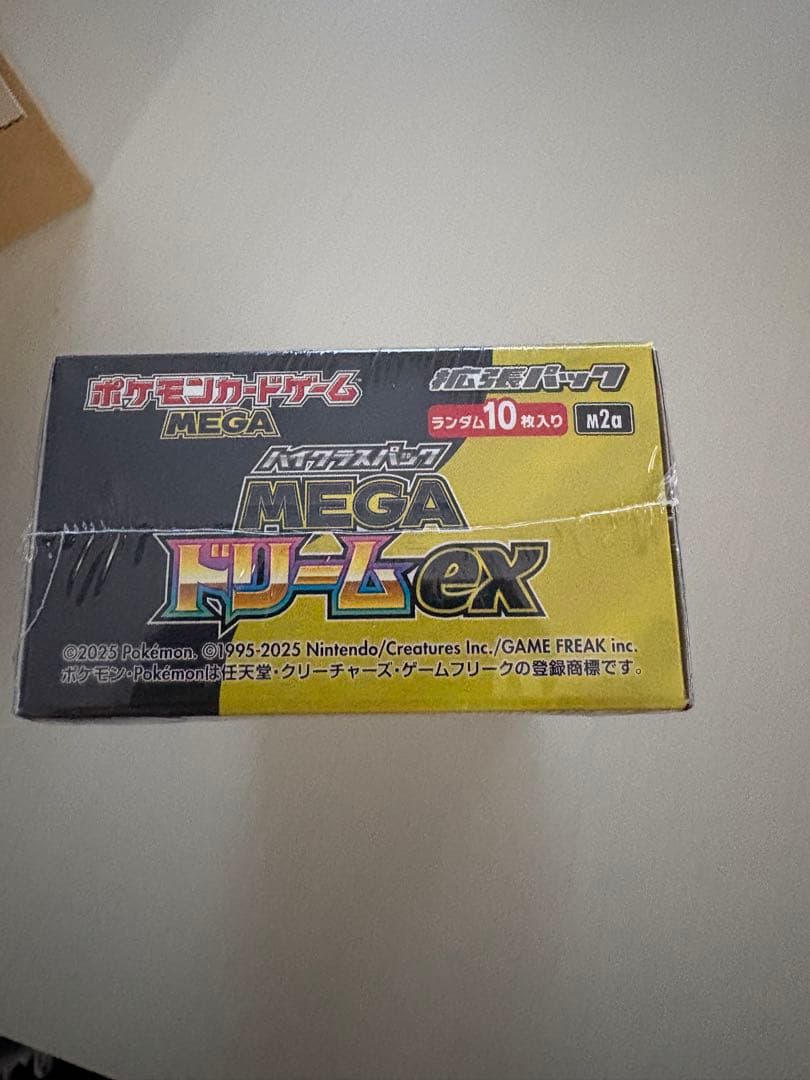 ポケモンカードゲーム
MEGA
拡張パック
ランダム10枚入り M2a
ハイクラスパック
MEGA
ドリームex
©2025 Pokémon. ©1995-2025 Nintendo/Creatures Inc./GAME FREAK inc.
ポケモン・Pokémonは任天堂・クリーチャーズ・ゲームフリークの登録商標です。